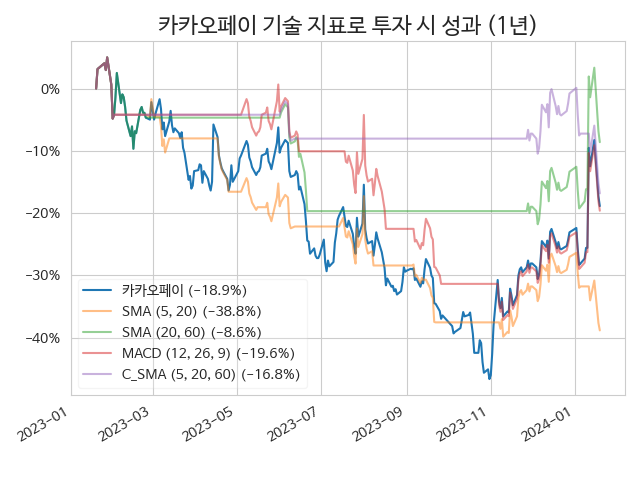 카카오페이 기술 지표로 투자 시 성과 (1년)
0%
−10%
−20%
−30%
−40%
카카오페이 (−18.9%)
SMA (5, 20) (−38.8%)
SMA (20, 60) (−8.6%)
MACD (12, 26, 9) (−19.6%)
C_SMA (5, 20, 60) (−16.8%)
2023−01
2023−03
2023−05
2023−07
2023−09
2023−11
2024−01